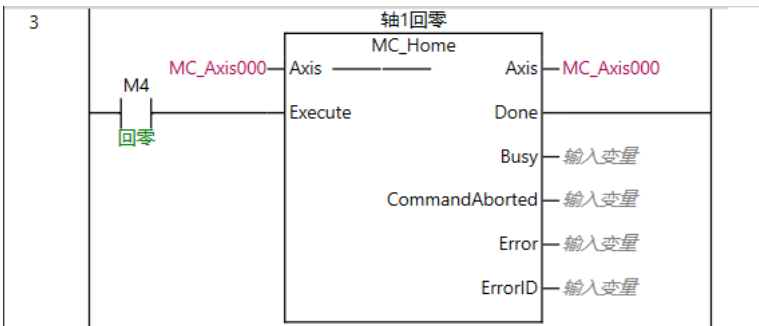 3
轴1回零
MC_Home
MC_Axis000 Axis Axis MC_Axis000
M4
Execute Done
回零
Busy 输入变量
CommandAborted 输入变量
Error 输入变量
ErrorID 输入变量